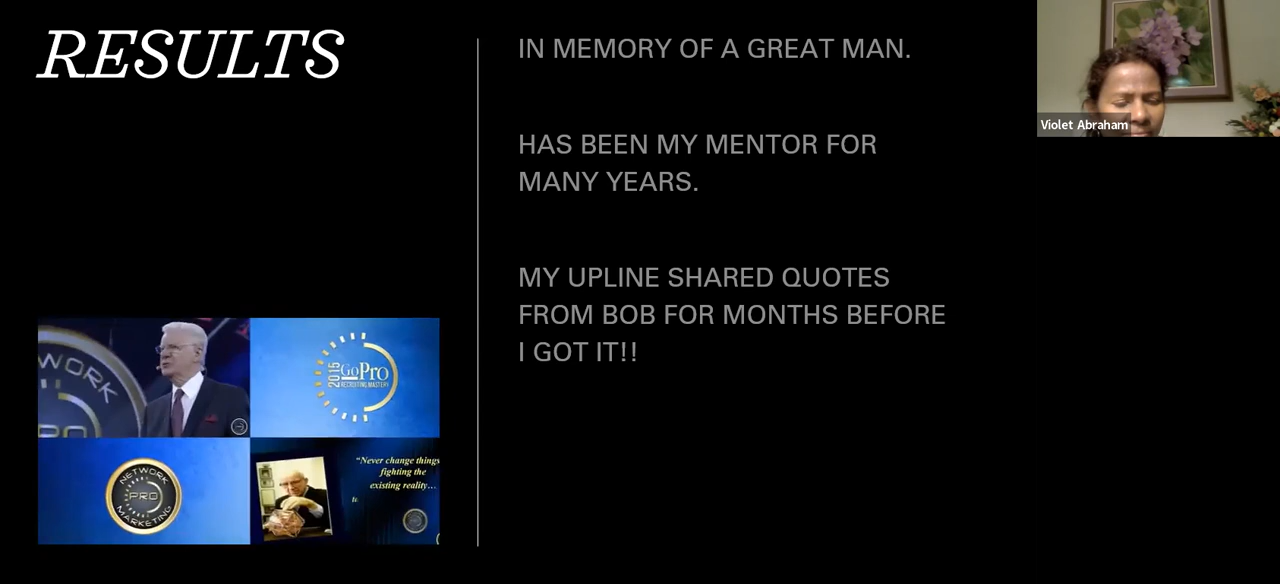 RESULTS
IN MEMORY OF A GREAT MAN.
HAS BEEN MY MENTOR FOR
MANY YEARS.
MY UPLINE SHARED QUOTES
FROM BOB FOR MONTHS BEFORE
I GOT IT!!
Violet Abraham
WORK
PRO
2015
GoPro
RECRUITING MASTERY
NETWORK
PRO
MARKETING
“Never change things
fighting the
existing reality…